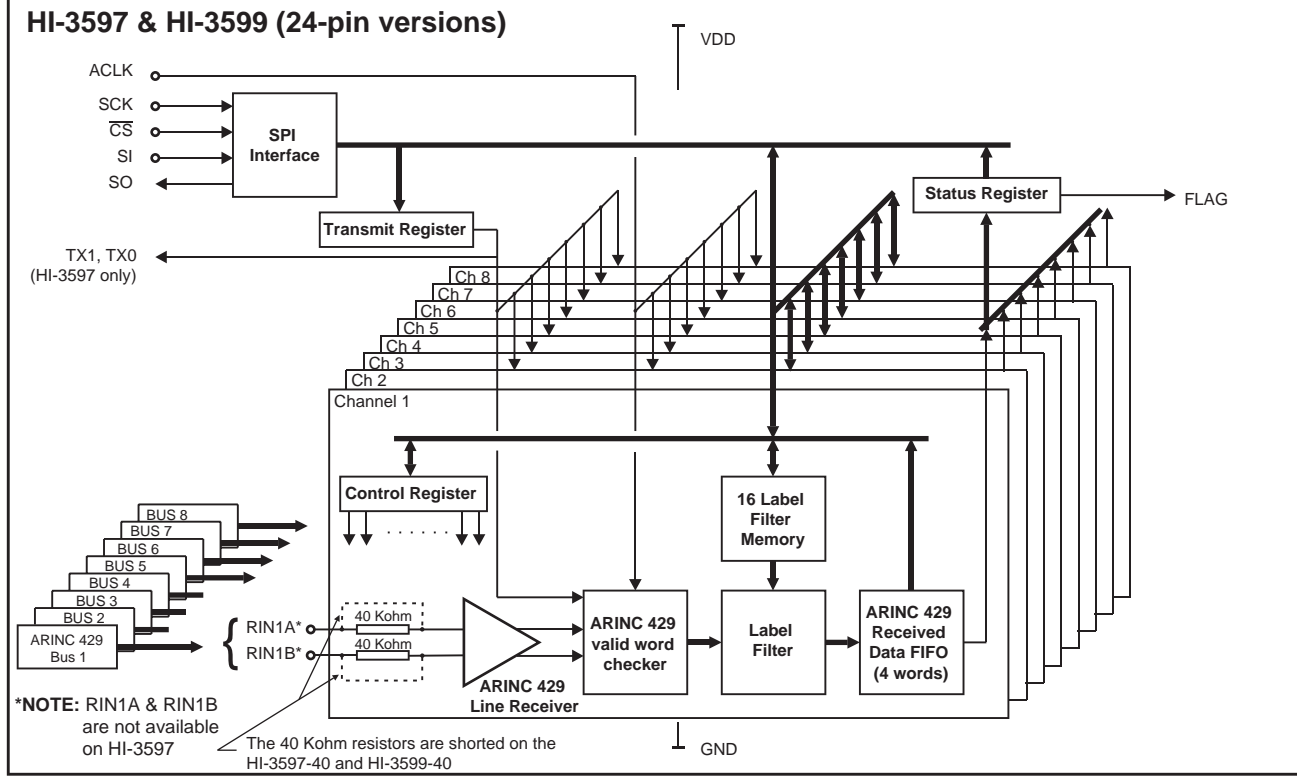 HI-3597 & HI-3599 (24-pin versions)
VDD
ACLK
SCK
CS
SI
SO
SPI
Interface
Status Register
FLAG
Transmit Register
TX1, TX0
(HI-3597 only)
Ch 8
Ch 7
Ch 6
Ch 5
Ch 4
Ch 3
Ch 2
Channel 1
Control Register
. . . . . . .
16 Label
Filter
Memory
BUS 8
BUS 7
BUS 6
BUS 5
BUS 4
BUS 3
BUS 2
ARINC 429
Bus 1
{
RIN1A*
RIN1B*
40 Kohm
40 Kohm
ARINC 429
Line Receiver
ARINC 429
valid word
checker
Label
Filter
ARINC 429
Received
Data FIFO
(4 words)
*NOTE: RIN1A & RIN1B
are not available
on HI-3597
The 40 Kohm resistors are shorted on the
HI-3597-40 and HI-3599-40
GND